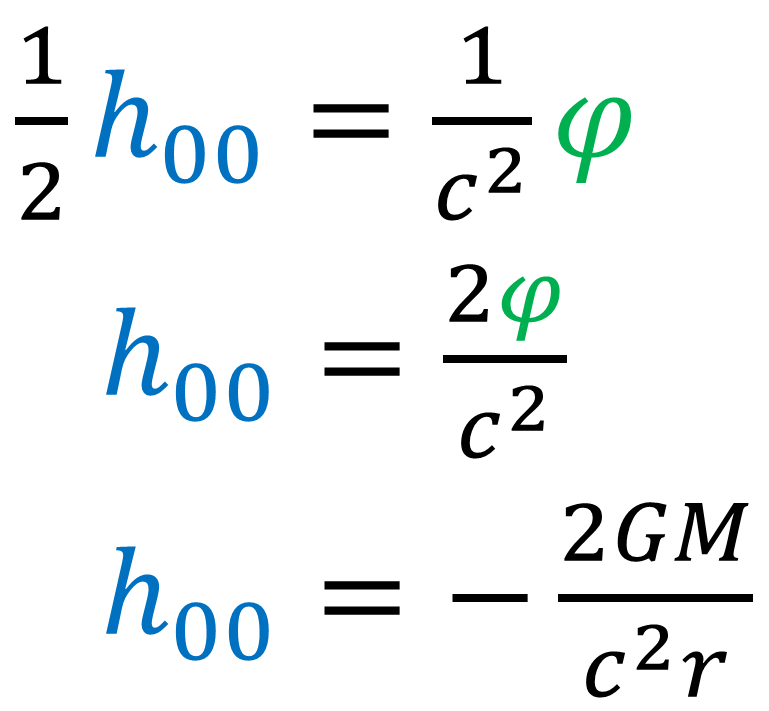 1/2 h₀₀ = 1/c² φ
h₀₀ = 2φ/c²
h₀₀ = − 2GM/c²r